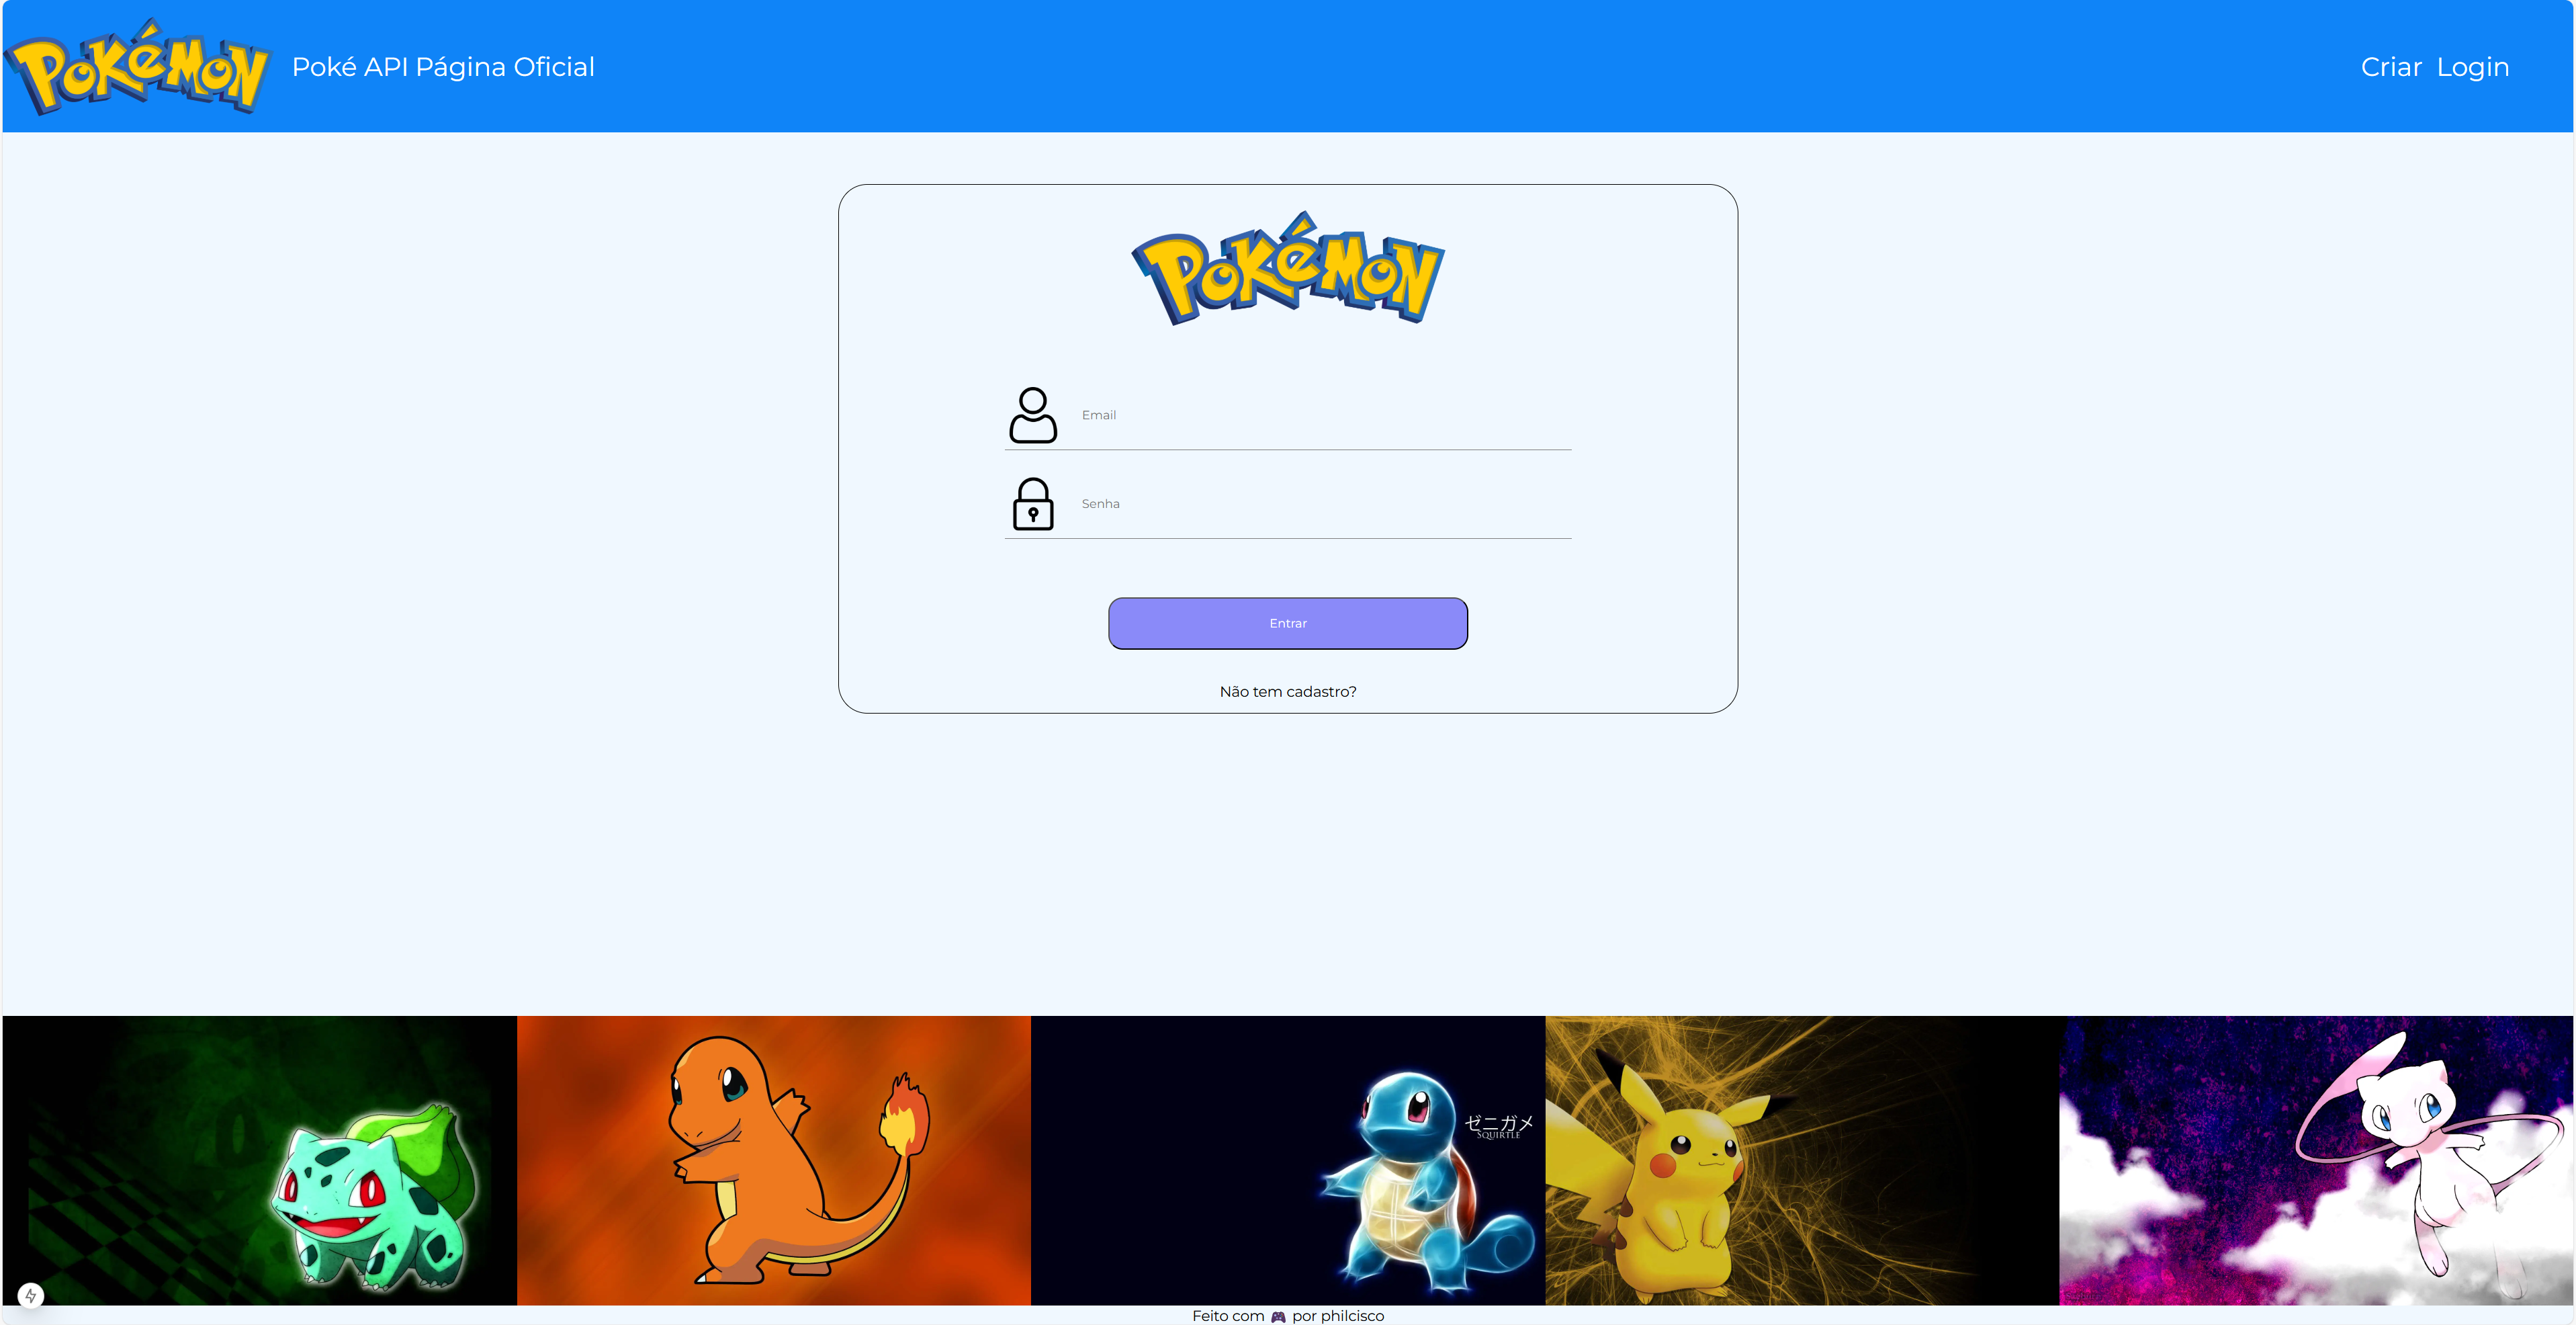 Pokémon
Poké API Página Oficial
Criar Login
Pokémon
Email
Senha
Entrar
Não tem cadastro?
ゼニガメ
SQUIRTLE
Feito com 🎮 por philcisco